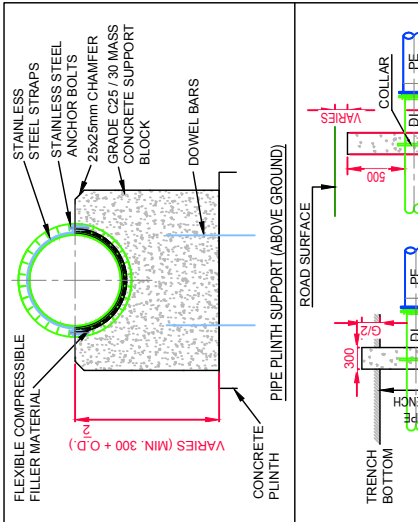 STAINLESS
STEEL STRAPS
STAINLESS STEEL
ANCHOR BOLTS
25x25mm CHAMFER
GRADE C25 / 30 MASS
CONCRETE SUPPORT
BLOCK
DOWEL BARS
FLEXIBLE COMPRESSIBLE
FILLER MATERIAL
VARIES (MIN. 300 + O.D.)
2
CONCRETE
PLINTH
PIPE PLINTH SUPPORT (ABOVE GROUND)
ROAD SURFACE
VARIES
500
COLLAR
DI
PE
300
G/2
DI
PE
TRENCH
BOTTOM